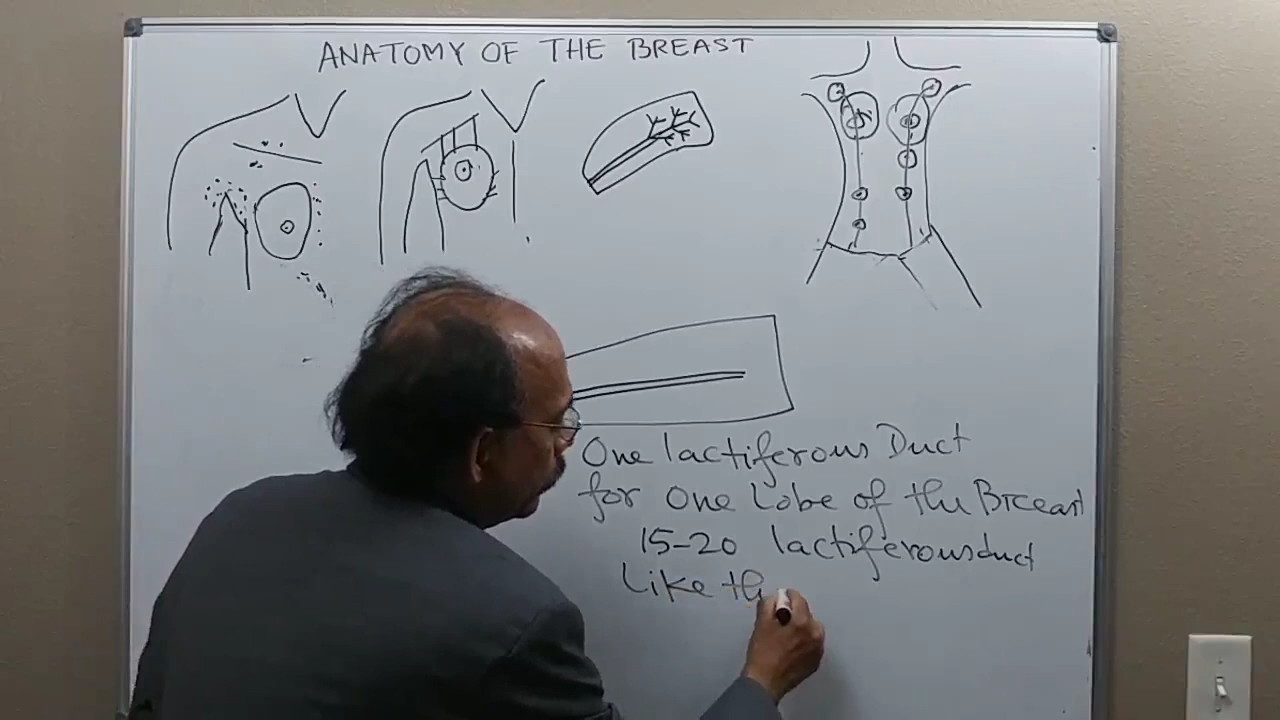 ANATOMY OF THE BREAST
One lactiferous Duct
for One Lobe of the Breast
15-20 lactiferousduct
Like th